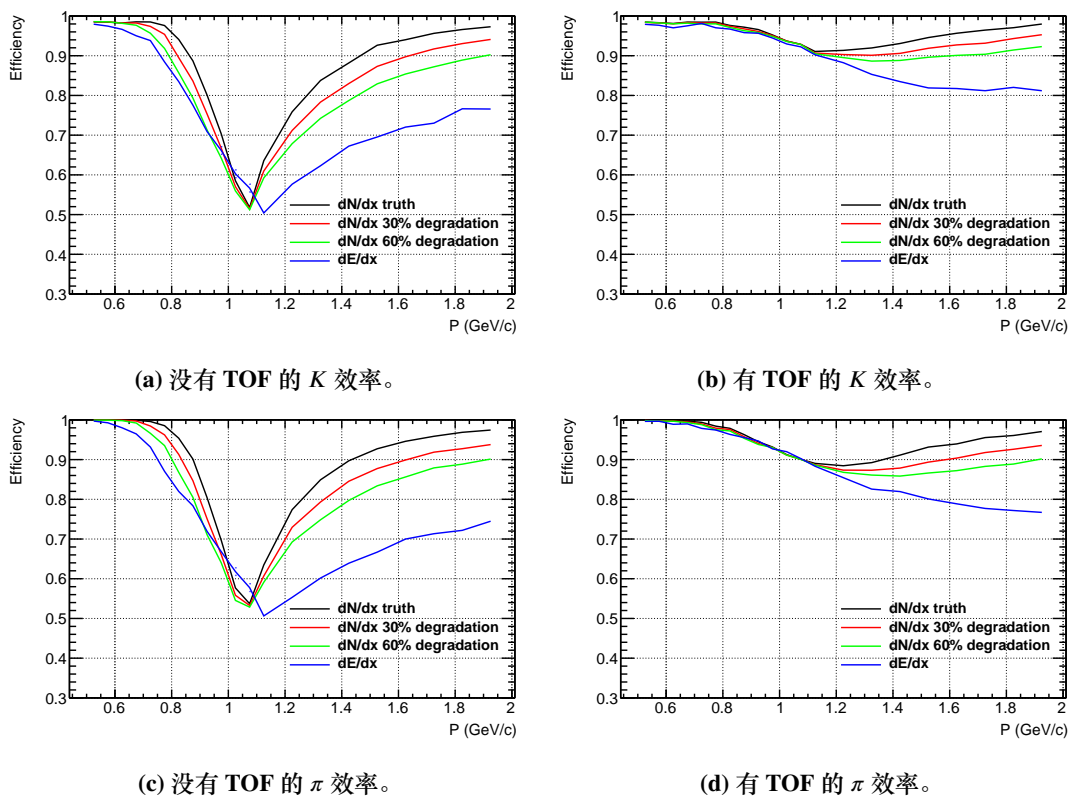 Efficiency
1
0.9
0.8
0.7
0.6
0.5
0.4
0.3
dN/dx truth
dN/dx 30% degradation
dN/dx 60% degradation
dE/dx
0.6 0.8 1 1.2 1.4 1.6 1.8 2
P (GeV/c)
(a) 没有 TOF 的 K 效率。
Efficiency
1
0.9
0.8
0.7
0.6
0.5
0.4
0.3
dN/dx truth
dN/dx 30% degradation
dN/dx 60% degradation
dE/dx
0.6 0.8 1 1.2 1.4 1.6 1.8 2
P (GeV/c)
(b) 有 TOF 的 K 效率。
Efficiency
1
0.9
0.8
0.7
0.6
0.5
0.4
0.3
dN/dx truth
dN/dx 30% degradation
dN/dx 60% degradation
dE/dx
0.6 0.8 1 1.2 1.4 1.6 1.8 2
P (GeV/c)
(c) 没有 TOF 的 π 效率。
Efficiency
1
0.9
0.8
0.7
0.6
0.5
0.4
0.3
dN/dx truth
dN/dx 30% degradation
dN/dx 60% degradation
dE/dx
0.6 0.8 1 1.2 1.4 1.6 1.8 2
P (GeV/c)
(d) 有 TOF 的 π 效率。